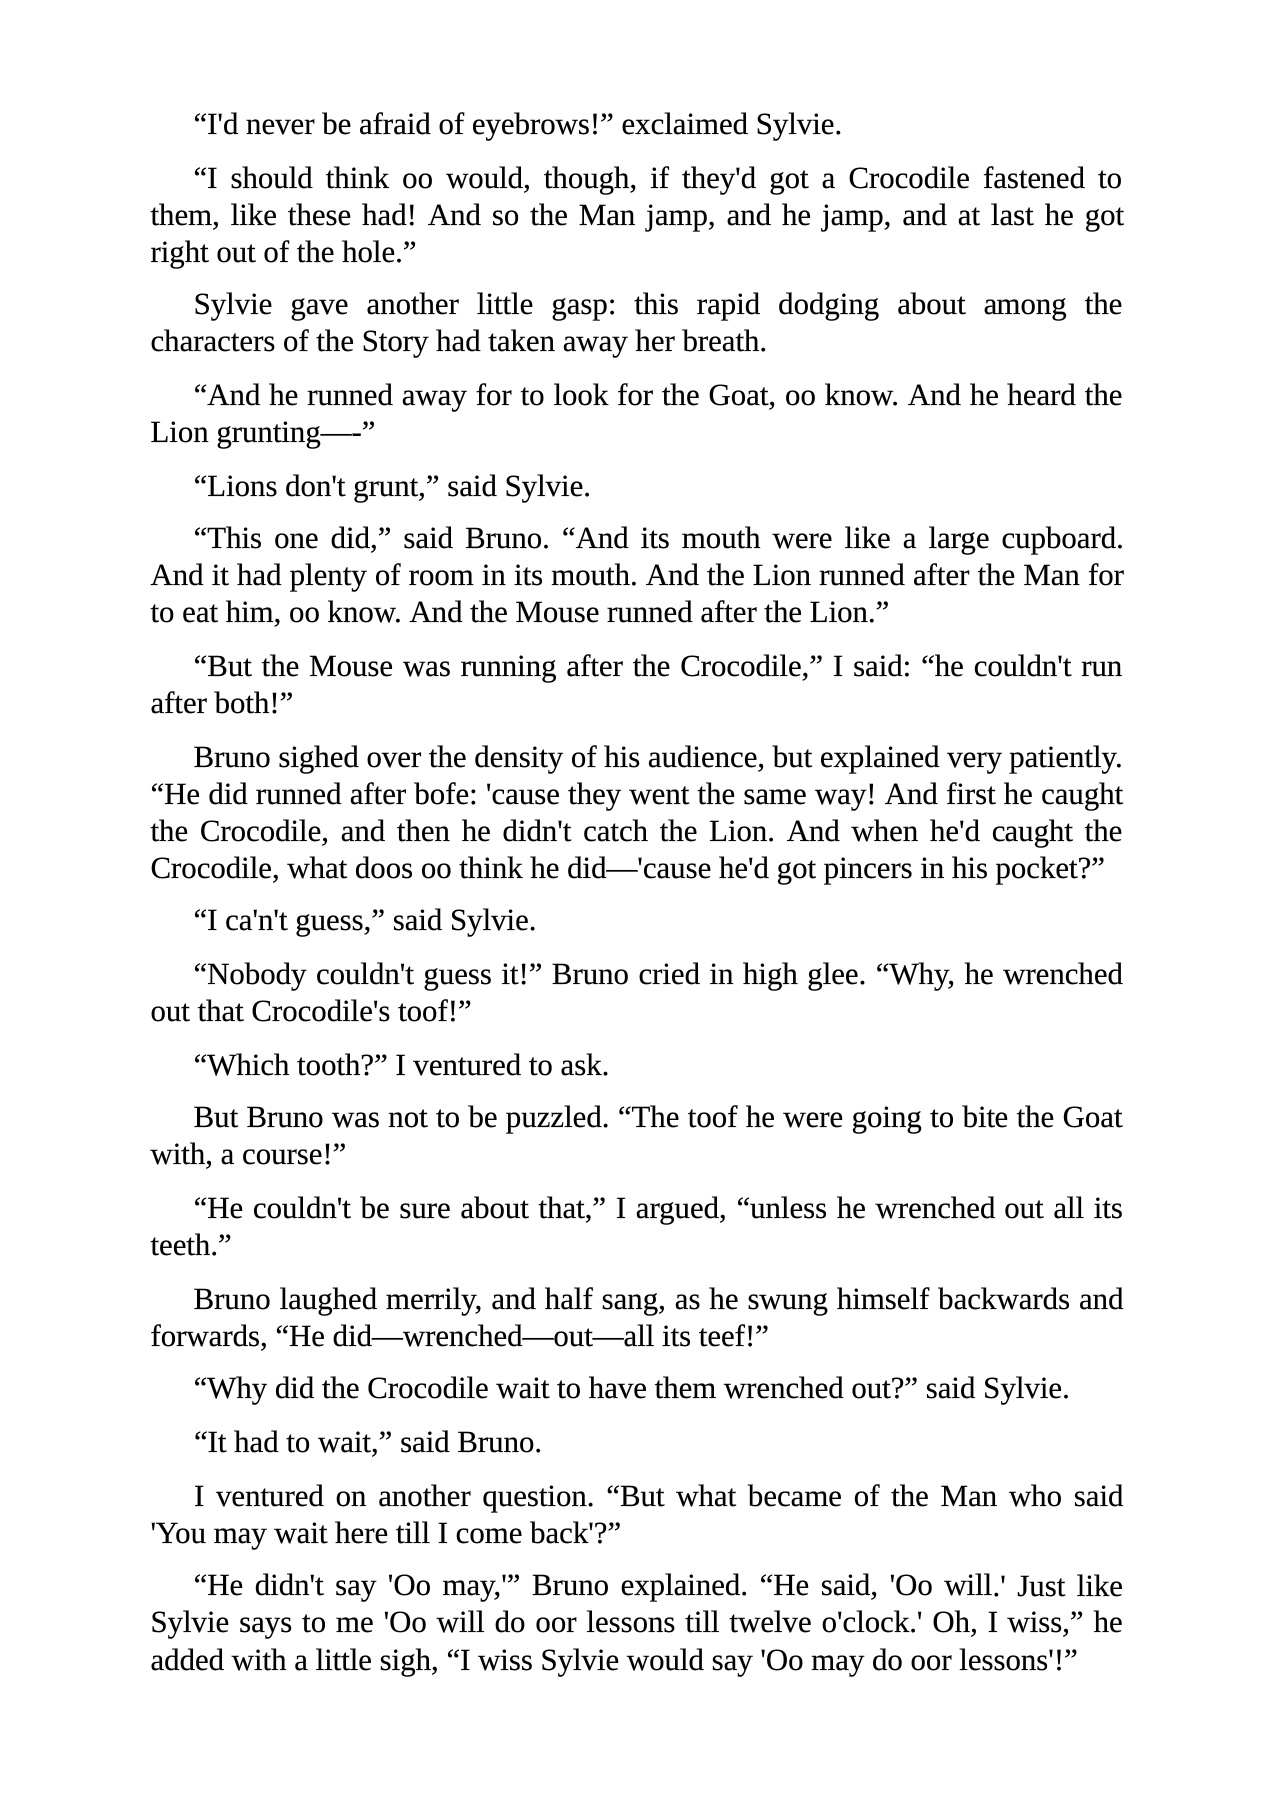 “I'd never be afraid of eyebrows!” exclaimed Sylvie.
“I should think oo would, though, if they'd got a Crocodile fastened to
them, like these had! And so the Man jamp, and he jamp, and at last he got
right out of the hole.”
Sylvie gave another little gasp: this rapid dodging about among the
characters of the Story had taken away her breath.
“And he runned away for to look for the Goat, oo know. And he heard the
Lion grunting—-”
“Lions don't grunt,” said Sylvie.
“This one did,” said Bruno. “And its mouth were like a large cupboard.
And it had plenty of room in its mouth. And the Lion runned after the Man for
to eat him, oo know. And the Mouse runned after the Lion.”
“But the Mouse was running after the Crocodile,” I said: “he couldn't run
after both!”
Bruno sighed over the density of his audience, but explained very patiently.
“He did runned after bofe: 'cause they went the same way! And first he caught
the Crocodile, and then he didn't catch the Lion. And when he'd caught the
Crocodile, what doos oo think he did—'cause he'd got pincers in his pocket?”
“I ca'n't guess,” said Sylvie.
“Nobody couldn't guess it!” Bruno cried in high glee. “Why, he wrenched
out that Crocodile's toof!”
“Which tooth?” I ventured to ask.
But Bruno was not to be puzzled. “The toof he were going to bite the Goat
with, a course!”
“He couldn't be sure about that,” I argued, “unless he wrenched out all its
teeth.”
Bruno laughed merrily, and half sang, as he swung himself backwards and
forwards, “He did—wrenched—out—all its teef!”
“Why did the Crocodile wait to have them wrenched out?” said Sylvie.
“It had to wait,” said Bruno.
I ventured on another question. “But what became of the Man who said
'You may wait here till I come back'?”
“He didn't say 'Oo may,'” Bruno explained. “He said, 'Oo will.' Just like
Sylvie says to me 'Oo will do oor lessons till twelve o'clock.' Oh, I wiss,” he
added with a little sigh, “I wiss Sylvie would say 'Oo may do oor lessons'!”